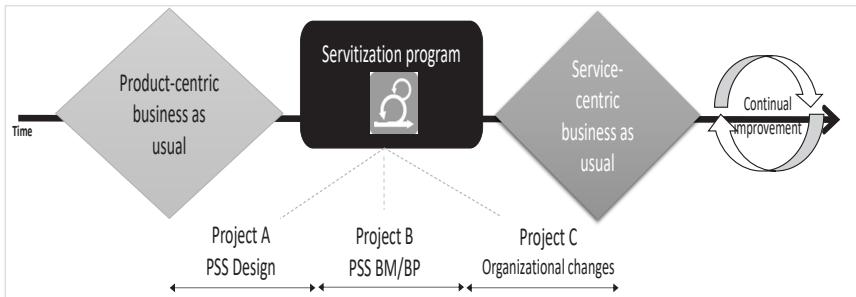 Time
Product-centric
business as
usual
Servitization program
Service-
centric
business as
usual
Continual
improvement
Project A
PSS Design
Project B
PSS BM/BP
Project C
Organizational changes